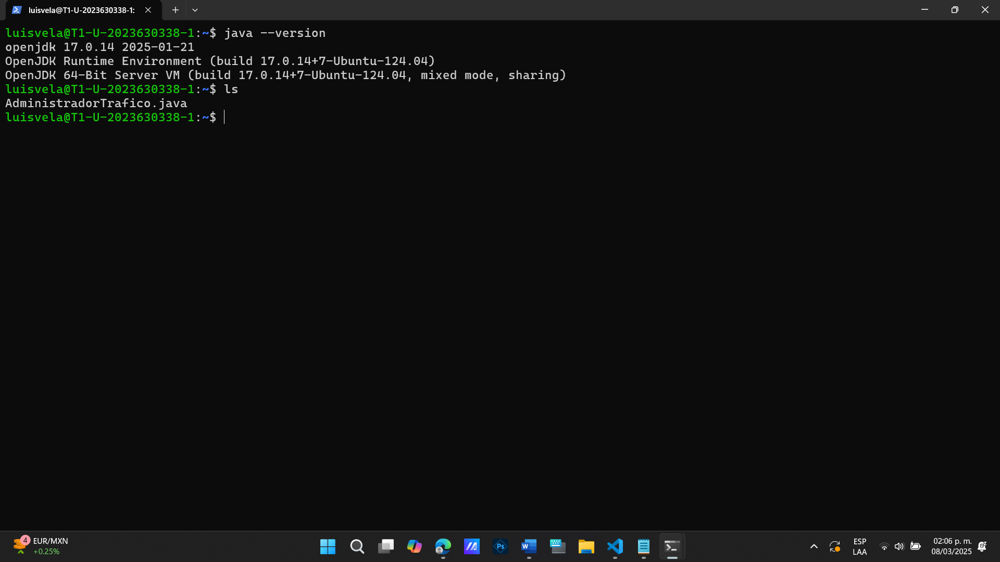 luisvela@T1-U-2023630338-1:
luisvela@T1-U-2023630338-1:~$ java --version
openjdk 17.0.14 2025-01-21
OpenJDK Runtime Environment (build 17.0.14+7-Ubuntu-124.04)
OpenJDK 64-Bit Server VM (build 17.0.14+7-Ubuntu-124.04, mixed mode, sharing)
luisvela@T1-U-2023630338-1:~$ ls
AdministradorTrafico.java
luisvela@T1-U-2023630338-1:~$
4
EUR/MXN
+0.25%
Ps
W
ESP
LAA
02:06 p. m.
08/03/2025